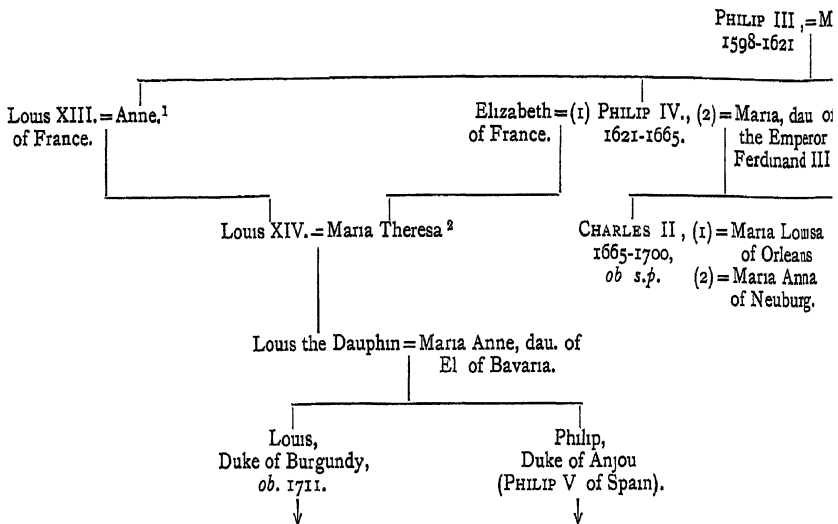 PHILIP III, = M
1598-1621
Louis XIII. = Anne.¹
of France.
Elizabeth = (1) PHILIP IV., (2) = Maria, dau of
of France.
1621-1665.
the Emperor
Ferdinand III
Louis XIV. = Maria Theresa ²
CHARLES II, (1) = Maria Louisa
1665-1700,
of Orleans
ob s.p.
(2) = Maria Anna
of Neuburg.
Louis the Dauphin = Maria Anne, dau. of
El of Bavaria.
Louis,
Duke of Burgundy,
ob. 1711.
Philip,
Duke of Anjou
(PHILIP V of Spain).